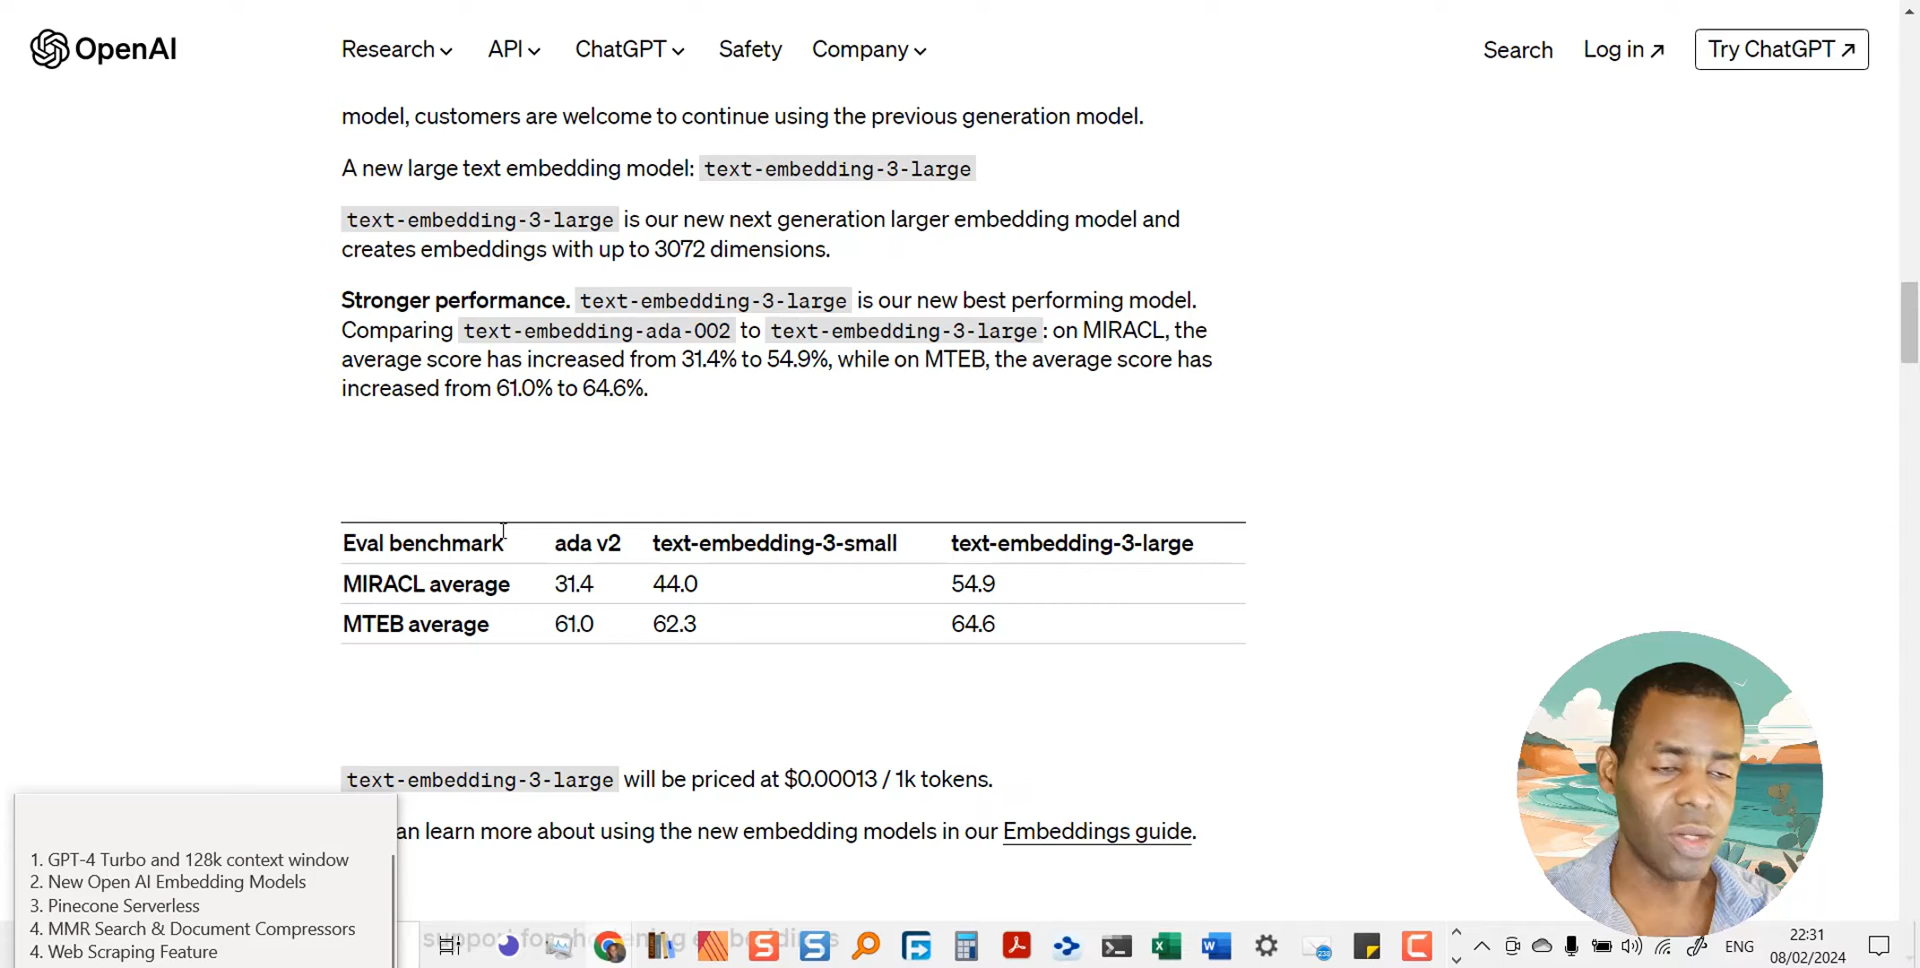 OpenAI
Research API ChatGPT Safety Company Search Log in ↗ Try ChatGPT ↗
model, customers are welcome to continue using the previous generation model.
A new large text embedding model: text-embedding-3-large
text-embedding-3-large is our new next generation larger embedding model and
creates embeddings with up to 3072 dimensions.
Stronger performance. text-embedding-3-large is our new best performing model.
Comparing text-embedding-ada-002 to text-embedding-3-large: on MIRACL, the
average score has increased from 31.4% to 54.9%, while on MTEB, the average score has
increased from 61.0% to 64.6%.
Eval benchmark ada v2 text-embedding-3-small text-embedding-3-large
MIRACL average 31.4 44.0 54.9
MTEB average 61.0 62.3 64.6
text-embedding-3-large will be priced at $0.00013 / 1k tokens.
an learn more about using the new embedding models in our Embeddings guide.
1. GPT-4 Turbo and 128k context window
2. New Open AI Embedding Models
3. Pinecone Serverless
4. MMR Search & Document Compressors
4. Web Scraping Feature
support for
ENG
22:31
08/02/2024